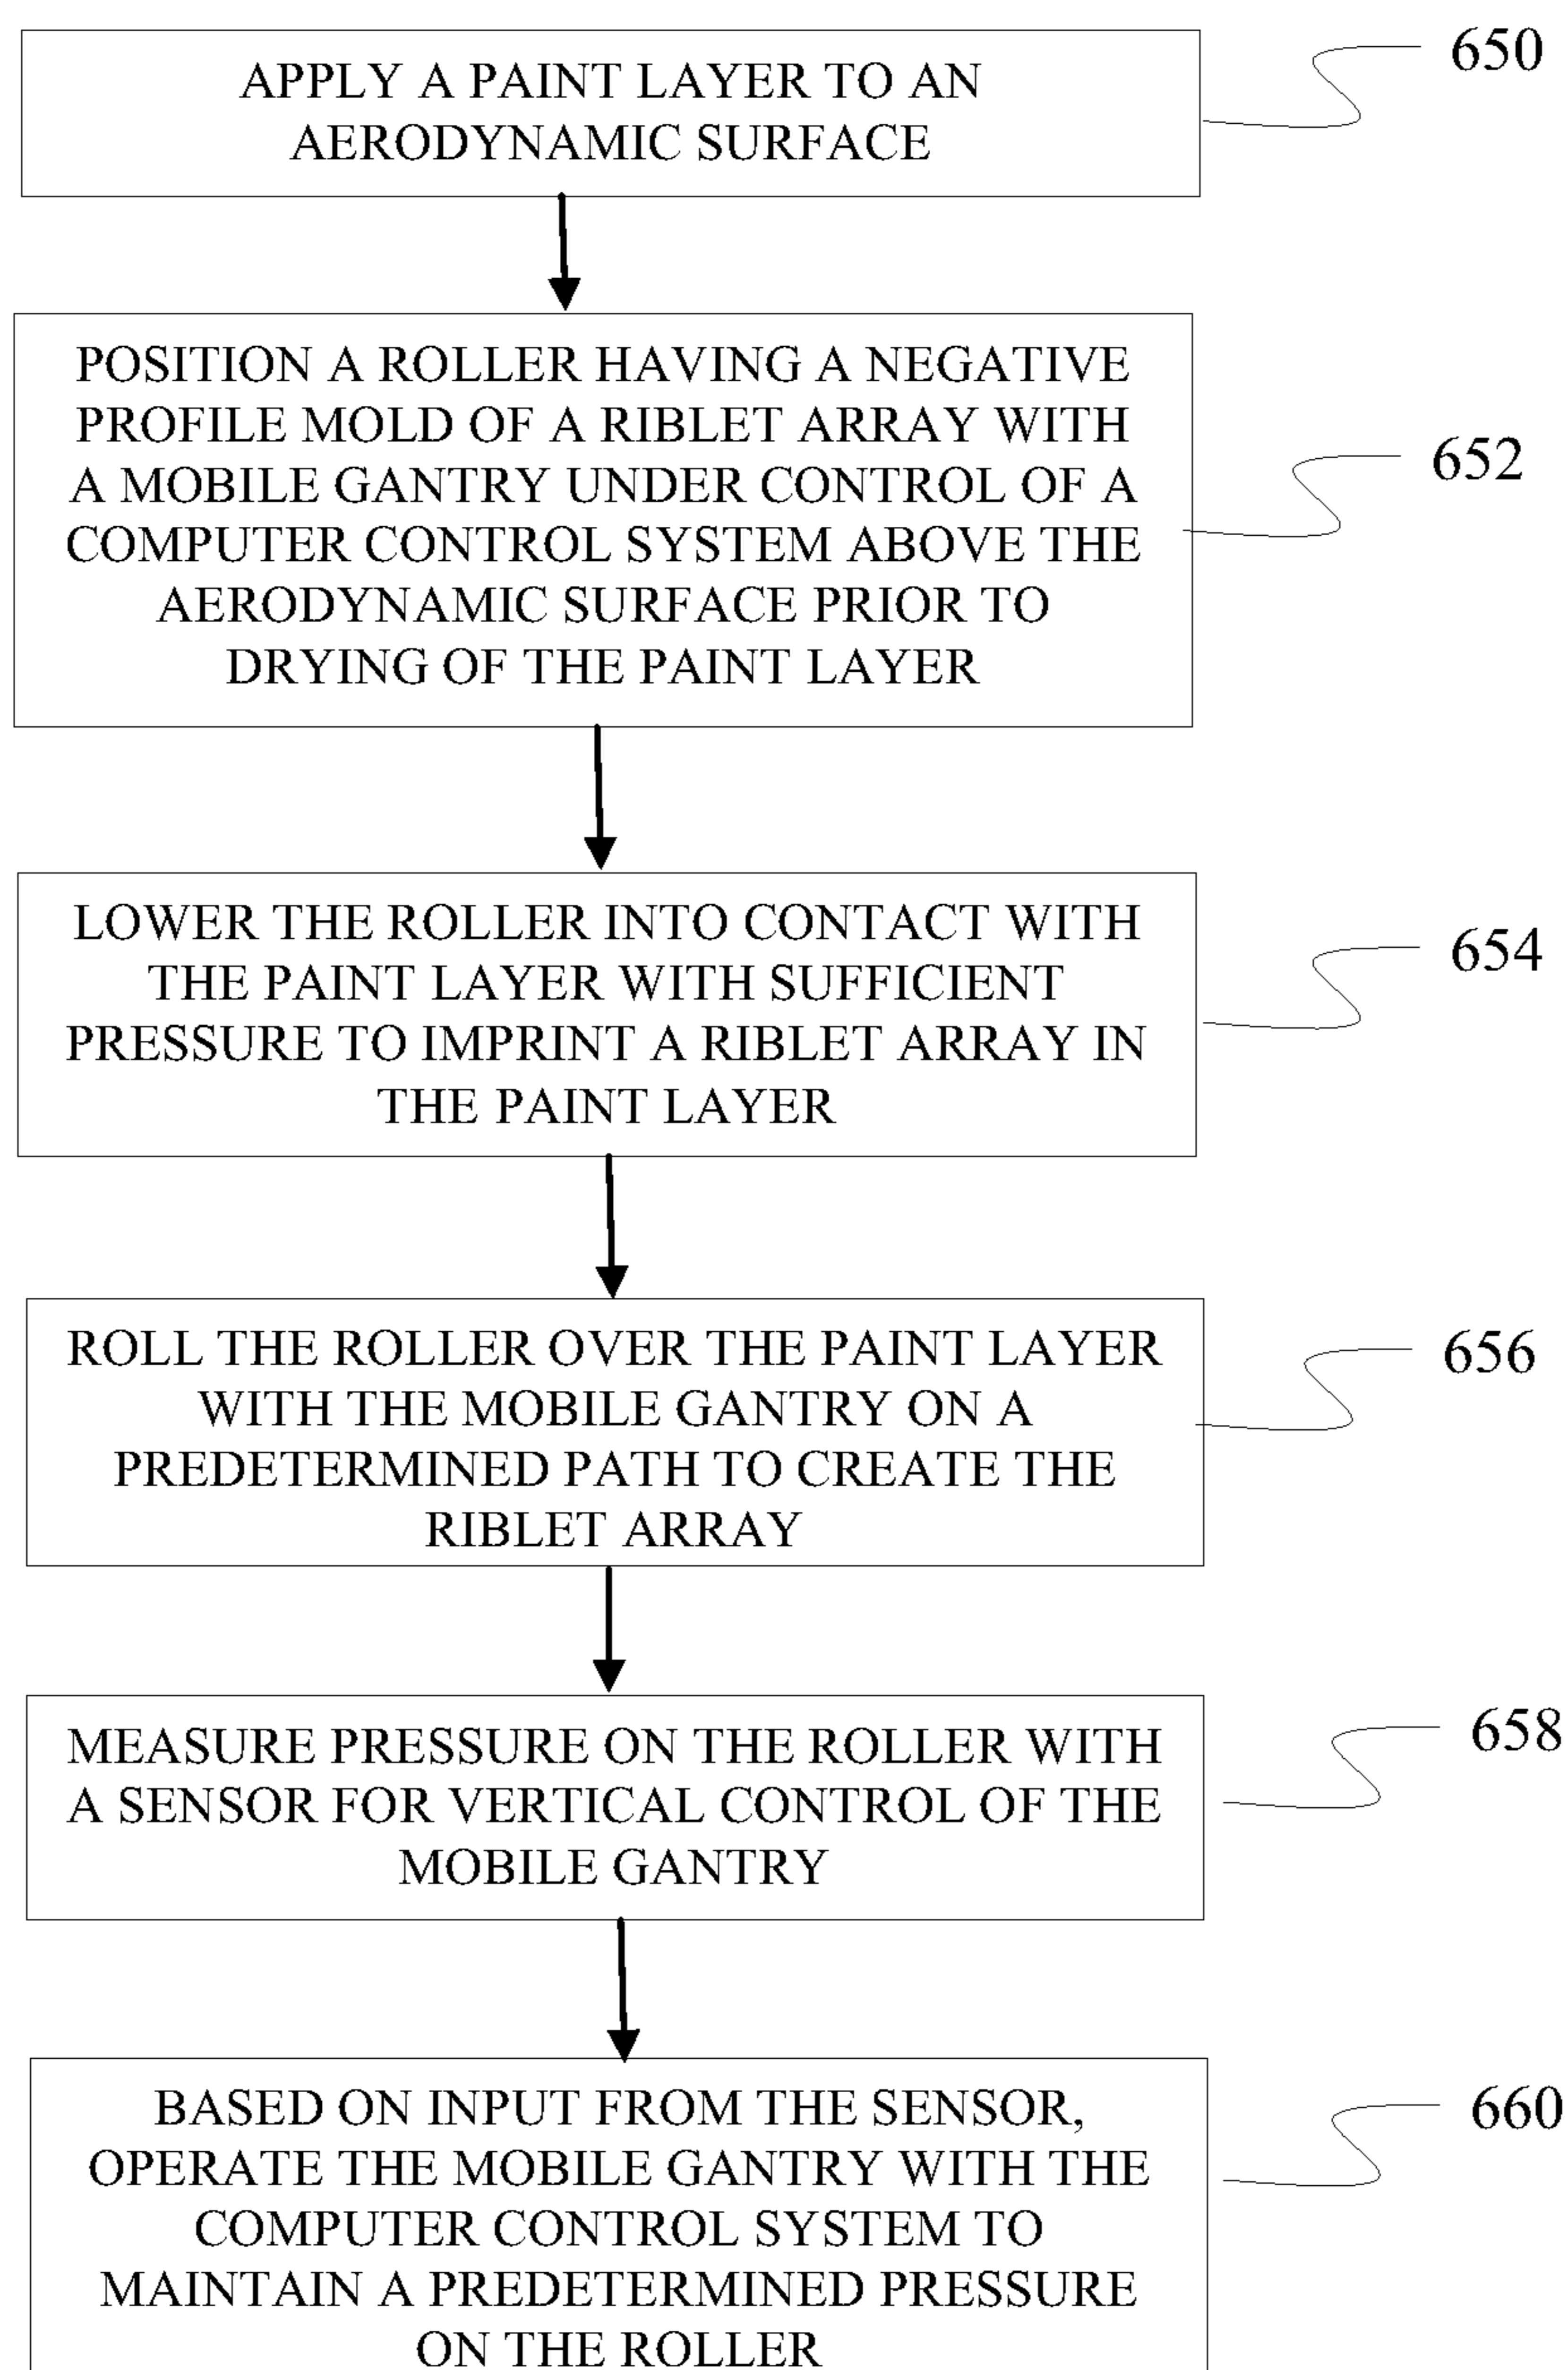 APPLY A PAINT LAYER TO AN
AERODYNAMIC SURFACE
650
POSITION A ROLLER HAVING A NEGATIVE
PROFILE MOLD OF A RIBLET ARRAY WITH
A MOBILE GANTRY UNDER CONTROL OF A
COMPUTER CONTROL SYSTEM ABOVE THE
AERODYNAMIC SURFACE PRIOR TO
DRYING OF THE PAINT LAYER
652
LOWER THE ROLLER INTO CONTACT WITH
THE PAINT LAYER WITH SUFFICIENT
PRESSURE TO IMPRINT A RIBLET ARRAY IN
THE PAINT LAYER
654
ROLL THE ROLLER OVER THE PAINT LAYER
WITH THE MOBILE GANTRY ON A
PREDETERMINED PATH TO CREATE THE
RIBLET ARRAY
656
MEASURE PRESSURE ON THE ROLLER WITH
A SENSOR FOR VERTICAL CONTROL OF THE
MOBILE GANTRY
658
BASED ON INPUT FROM THE SENSOR,
OPERATE THE MOBILE GANTRY WITH THE
COMPUTER CONTROL SYSTEM TO
MAINTAIN A PREDETERMINED PRESSURE
ON THE ROLLER
660